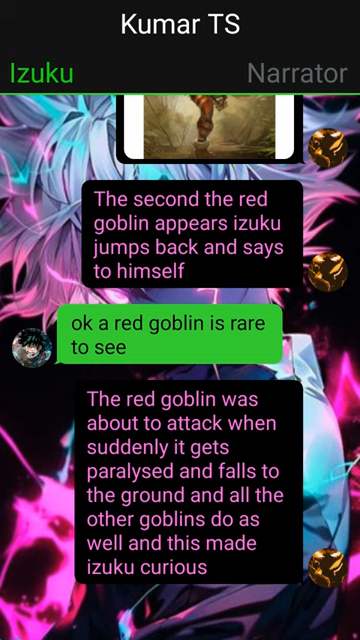 Kumar TS
Izuku
Narrator
The second the red
goblin appears izuku
jumps back and says
to himself
ok a red goblin is rare
to see
The red goblin was
about to attack when
suddenly it gets
paralysed and falls to
the ground and all the
other goblins do as
well and this made
izuku curious